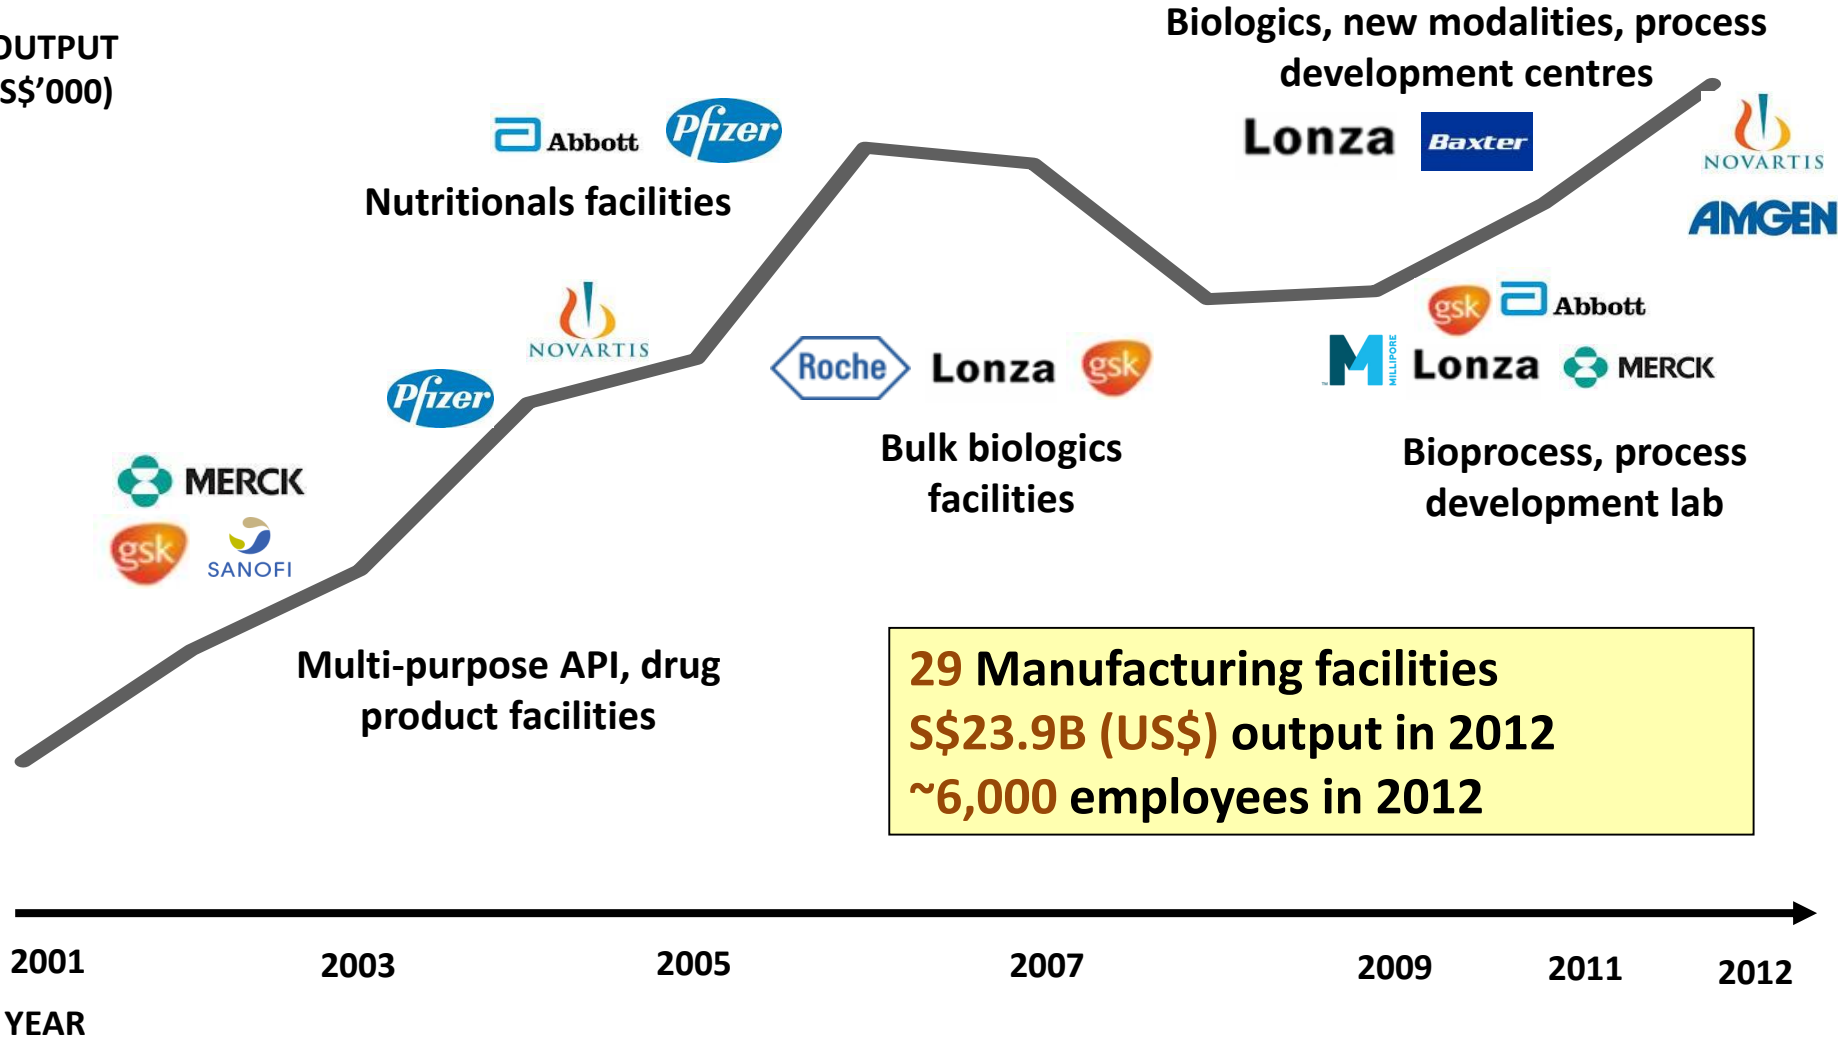 OUTPUT
S$'000)
Biologics, new modalities, process
development centres
Abbott
Pfizer
Nutritionals facilities
Lonza
Baxter
NOVARTIS
AMGEN
NOVARTIS
Pfizer
Roche
Lonza
gsk
gsk
Abbott
MILLIPORE
Lonza
MERCK
Bulk biologics
facilities
Bioprocess, process
development lab
MERCK
gsk
SANOFI
Multi-purpose API, drug
product facilities
29 Manufacturing facilities
S$23.9B (US$) output in 2012
~6,000 employees in 2012
2001
2003
2005
2007
2009
2011
2012
YEAR